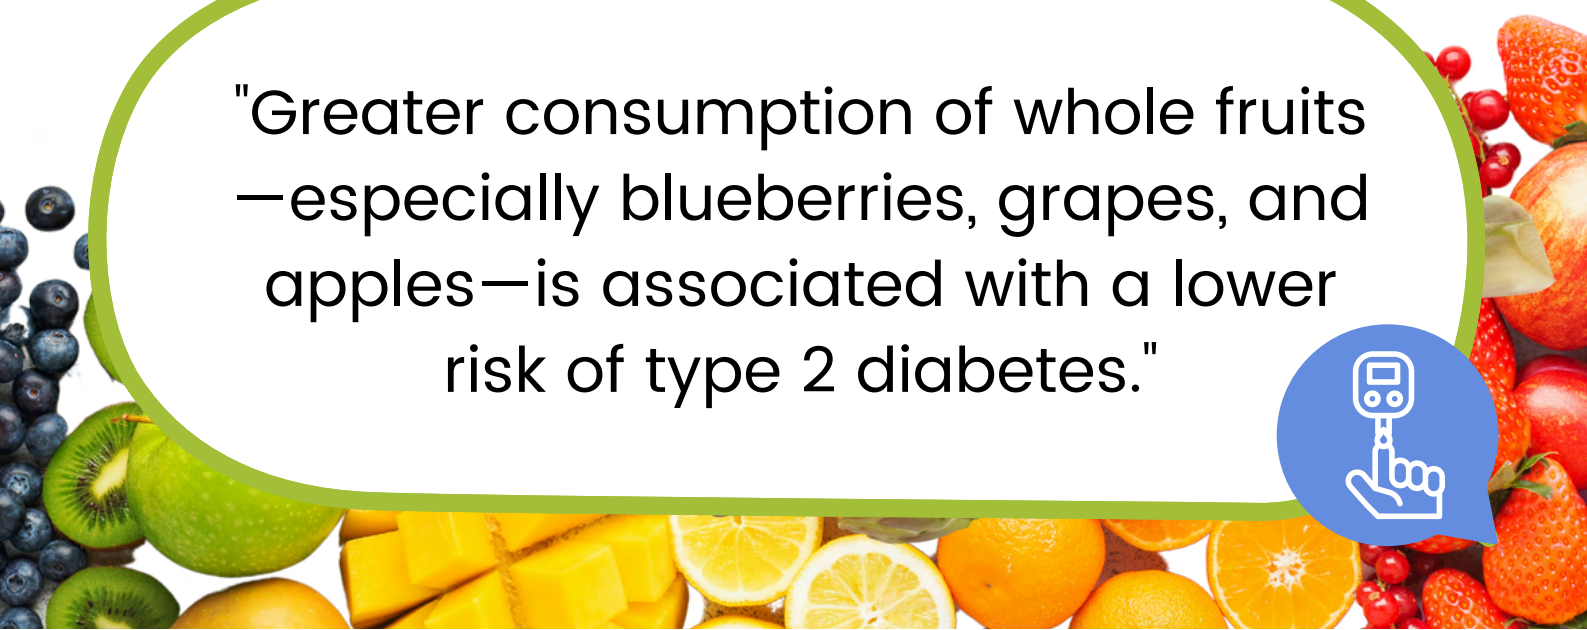 "Greater consumption of whole fruits
—especially blueberries, grapes, and
apples—is associated with a lower
risk of type 2 diabetes."